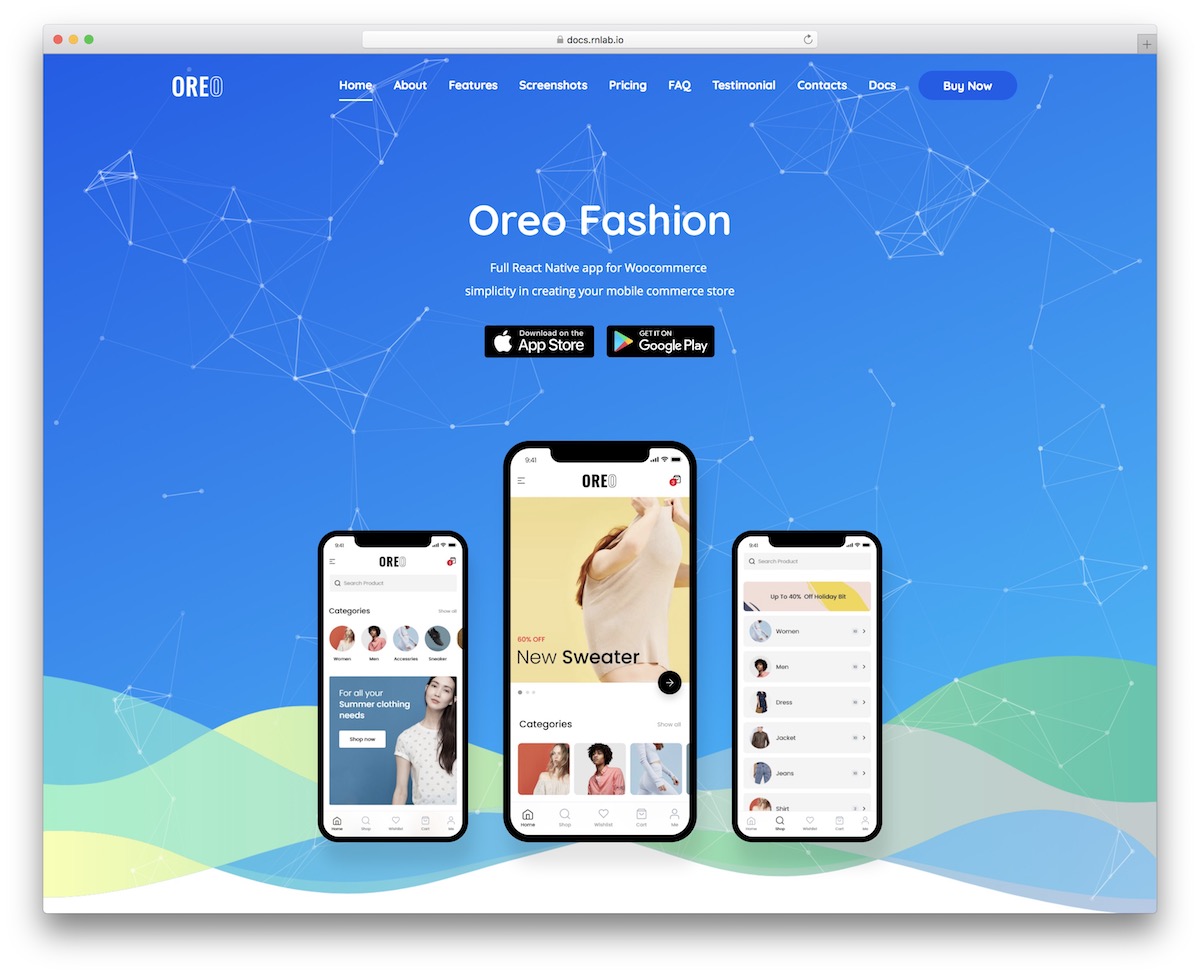 docs.rnlab.io
OREO
Home About Features Screenshots Pricing FAQ Testimonial Contacts Docs Buy Now
Oreo Fashion
Full React Native app for Woocommerce
simplicity in creating your mobile commerce store
Download on the
App Store
GET IT ON
Google Play
9:41
OREO
Search Product
Categories Show all
Women Men Accessites Sneaker
For all your
Summer clothing
needs
Shop now
Home Shop Wishlist Cart Me
9:41
OREO
60% OFF
New Sweater
Categories Show all
Home Shop Wishlist Cart Me
9:41
Search Product
Up To 40% Off Holiday Bit
Women
Men
Dress
Jacket
Jeans
Shirt
Home Shop Wishlist Cart Me